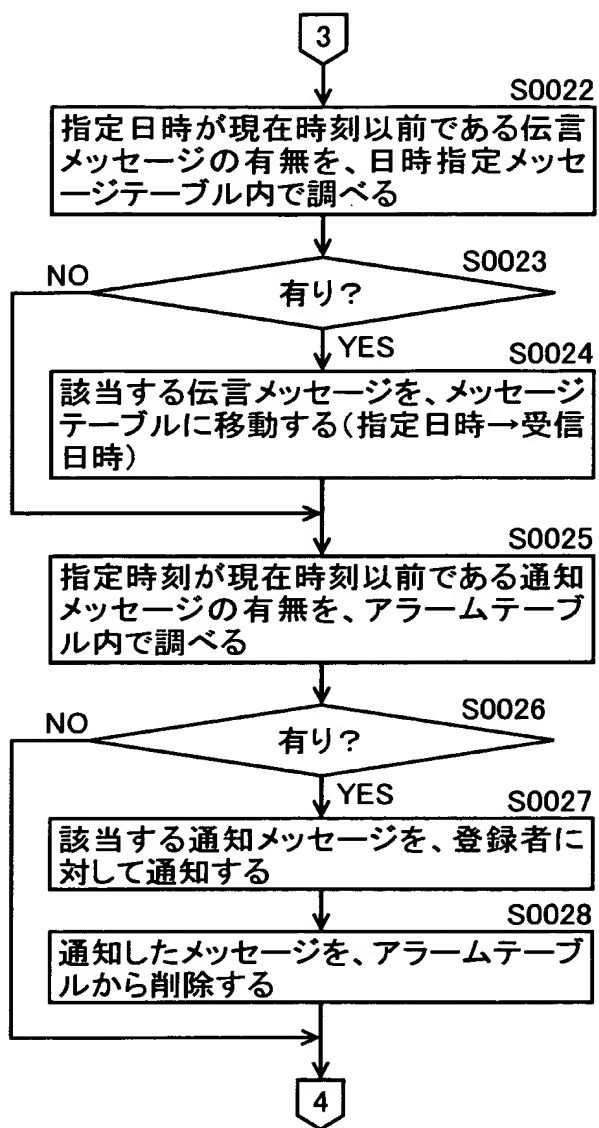 3
S0022
指定日時が現在時刻以前である伝言
メッセージの有無を、日時指定メッセ
ージテーブル内で調べる
S0023
NO
有り？
YES
S0024
該当する伝言メッセージを、メッセージ
テーブルに移動する（指定日時→受信
日時）
S0025
指定時刻が現在時刻以前である通知
メッセージの有無を、アラームテーブ
ル内で調べる
S0026
NO
有り？
YES
S0027
該当する通知メッセージを、登録者に
対して通知する
S0028
通知したメッセージを、アラームテーブ
ルから削除する
4